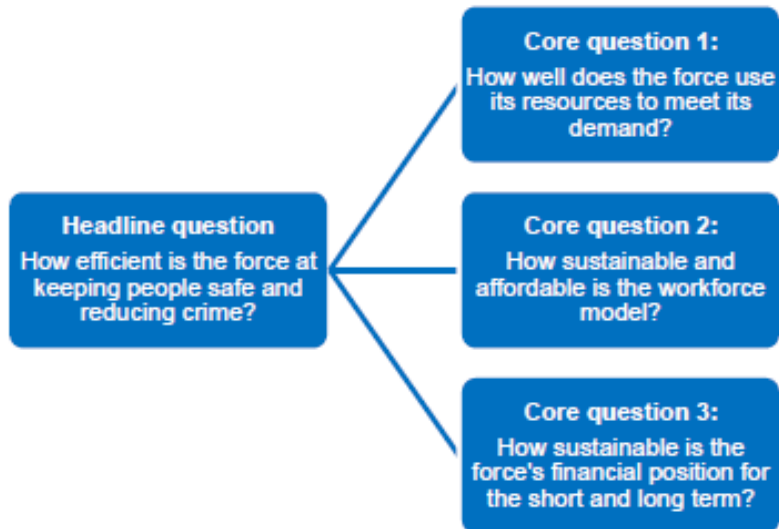 Core question 1:
How well does the force use
its resources to meet its
demand?
Headline question
How efficient is the force at
keeping people safe and
reducing crime?
Core question 2:
How sustainable and
affordable is the workforce
model?
Core question 3:
How sustainable is the
force's financial position for
the short and long term?